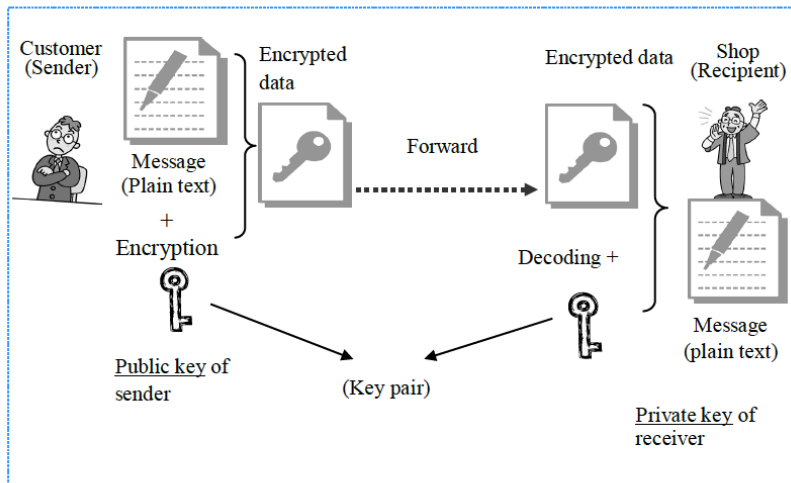 Customer
(Sender)
Message
(Plain text)
+
Encryption
Public key of
sender
Encrypted
data
Forward
(Key pair)
Encrypted data
Decoding +
Shop
(Recipient)
Message
(plain text)
Private key of
receiver